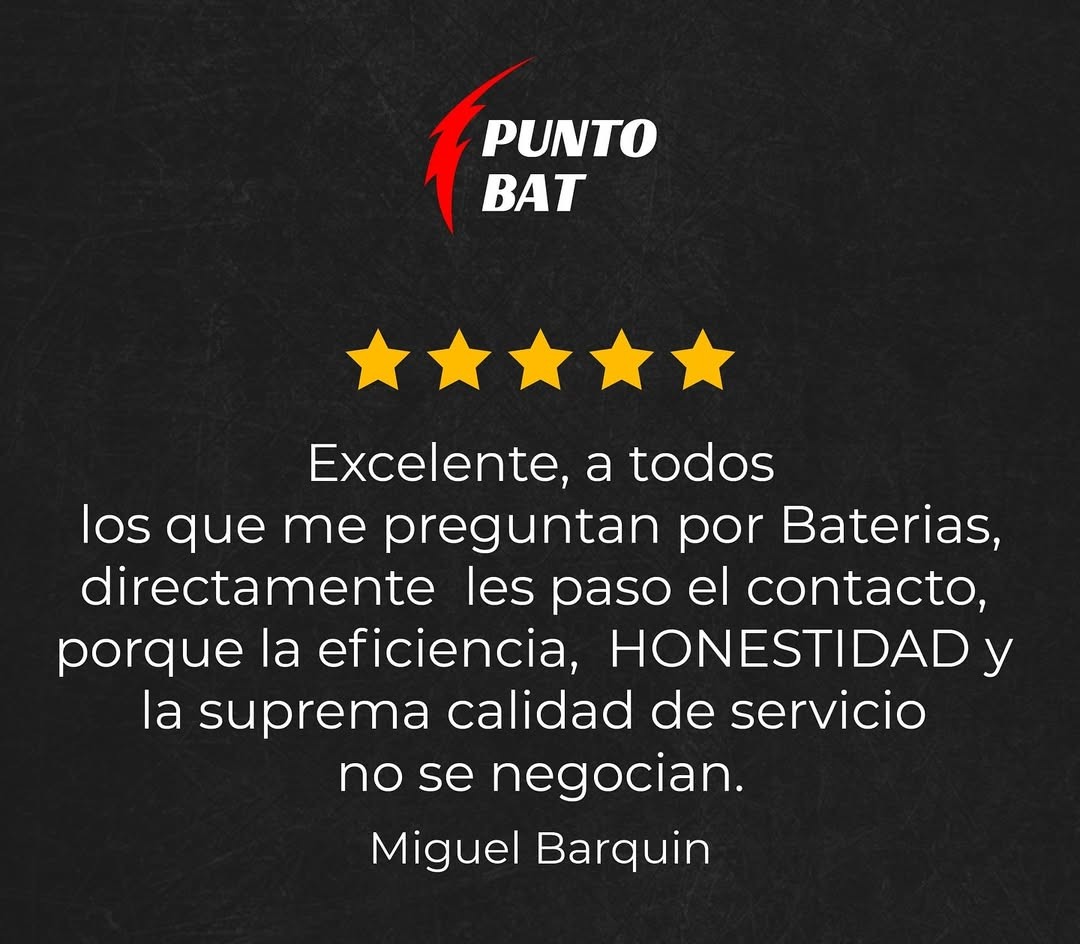 PUNTO
BAT
Excelente, a todos
los que me preguntan por Baterias,
directamente  les paso el contacto,
porque la eficiencia,  HONESTIDAD y
la suprema calidad de servicio
no se negocian.
Miguel Barquin